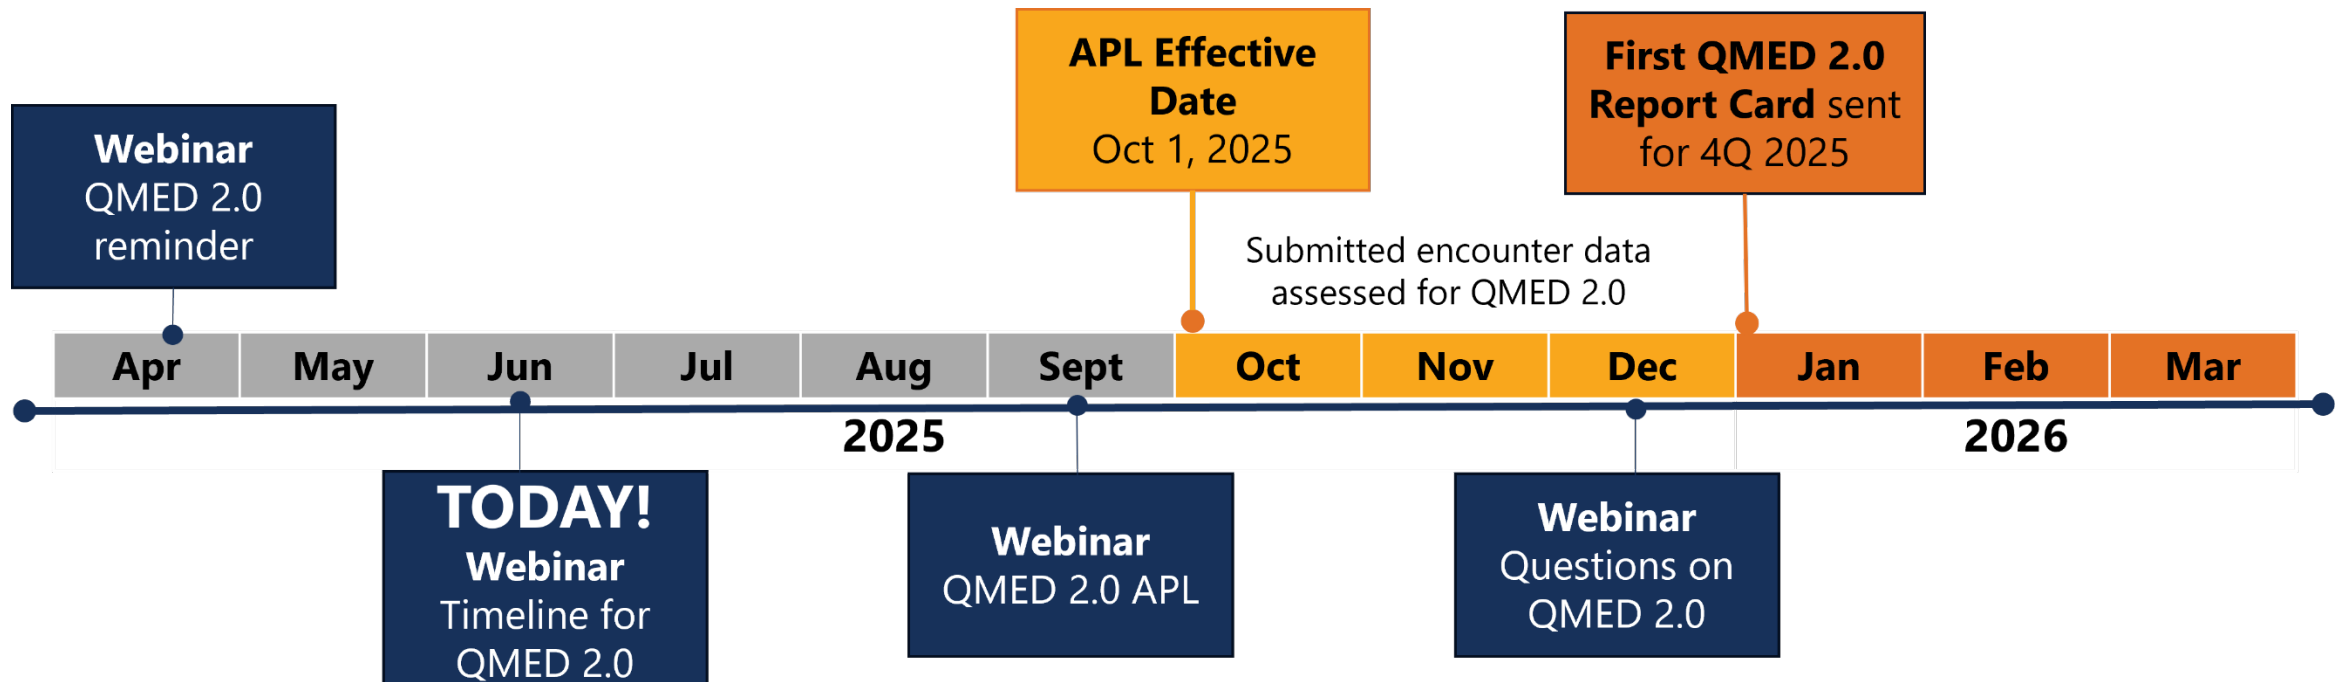 APL Effective
Date
Oct 1, 2025
First QMED 2.0
Report Card sent
for 4Q 2025
Webinar
QMED 2.0
reminder
Submitted encounter data
assessed for QMED 2.0
Apr May Jun Jul Aug Sept Oct Nov Dec Jan Feb Mar
2025 2026
TODAY!
Webinar
Timeline for
QMED 2.0
Webinar
QMED 2.0 APL
Webinar
Questions on
QMED 2.0